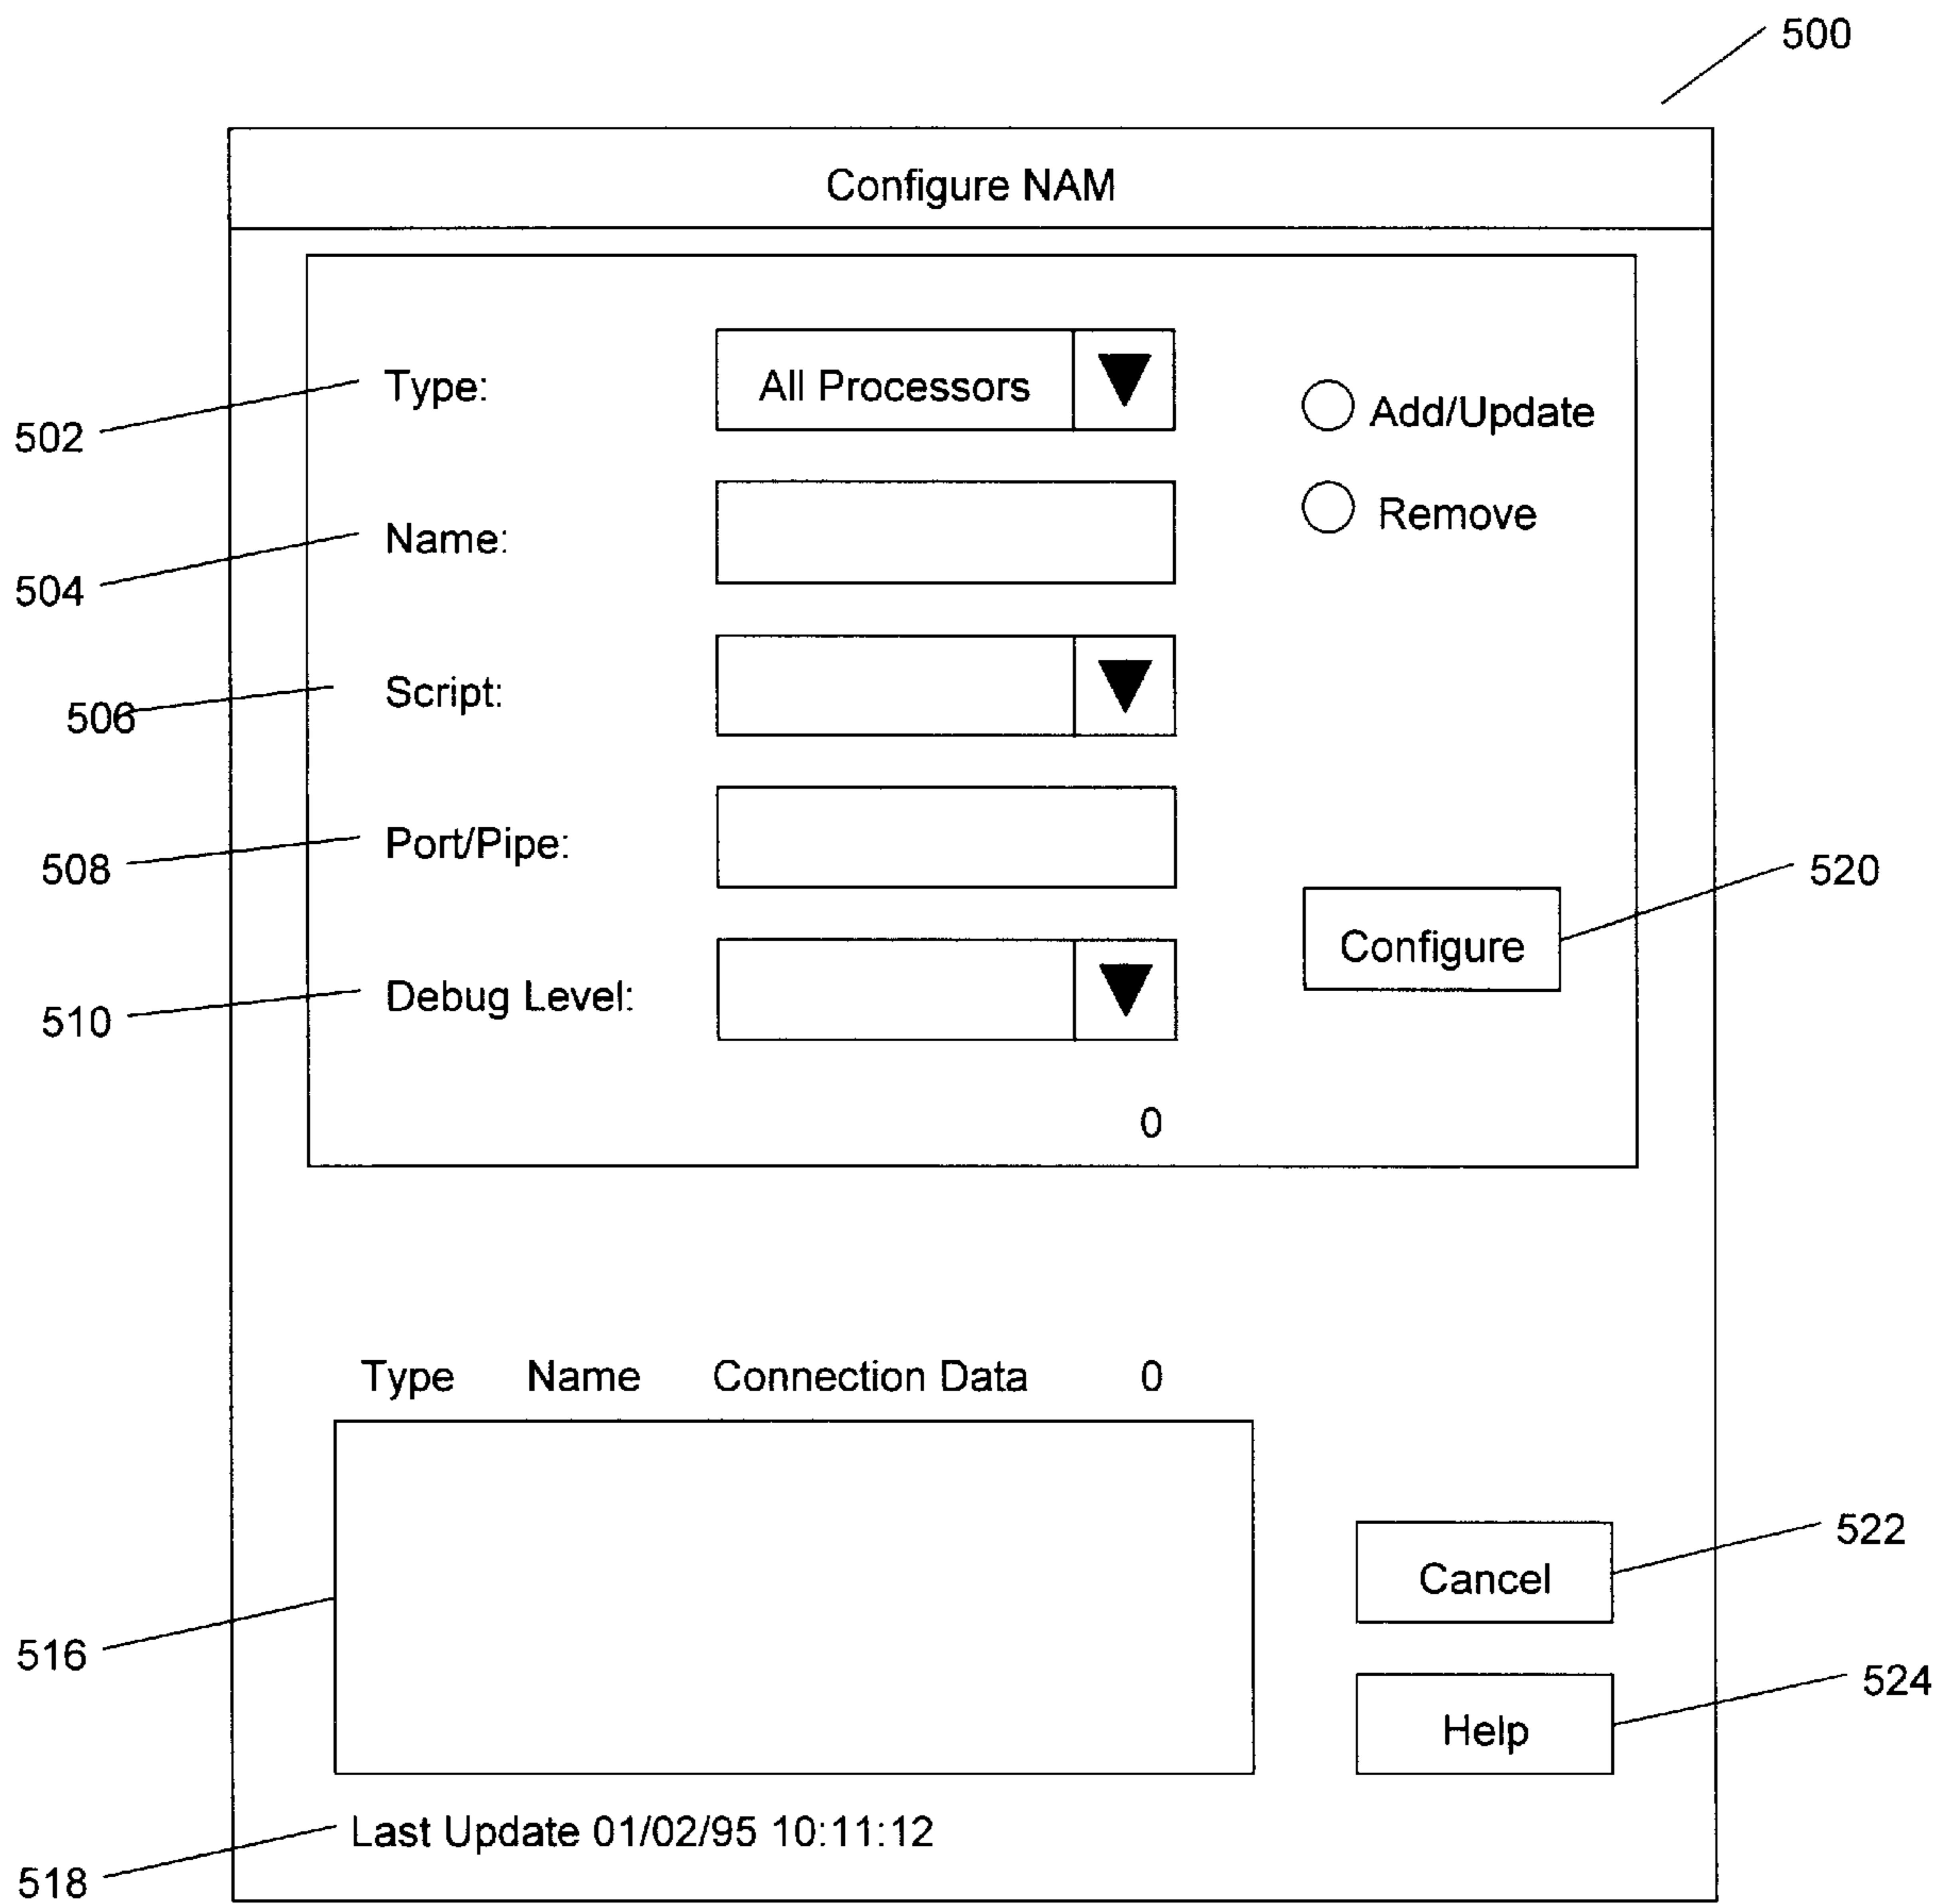 500
Configure NAM
Type: All Processors
Add/Update
502
Name:
Remove
504
Script:
506
Port/Pipe:
508
520
Configure
Debug Level:
510
0
Type Name Connection Data 0
522
Cancel
516
524
Help
Last Update 01/02/95 10:11:12
518